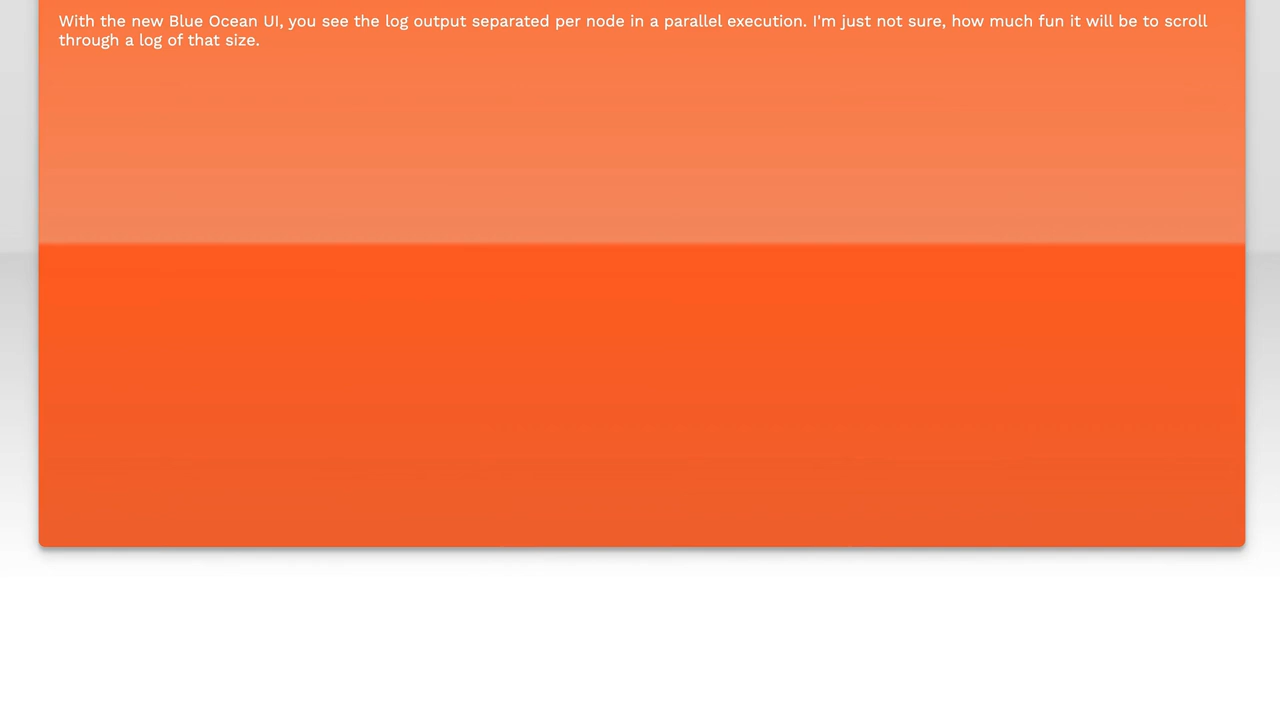 With the new Blue Ocean UI, you see the log output separated per node in a parallel execution. I'm just not sure, how much fun it will be to scroll
through a log of that size.